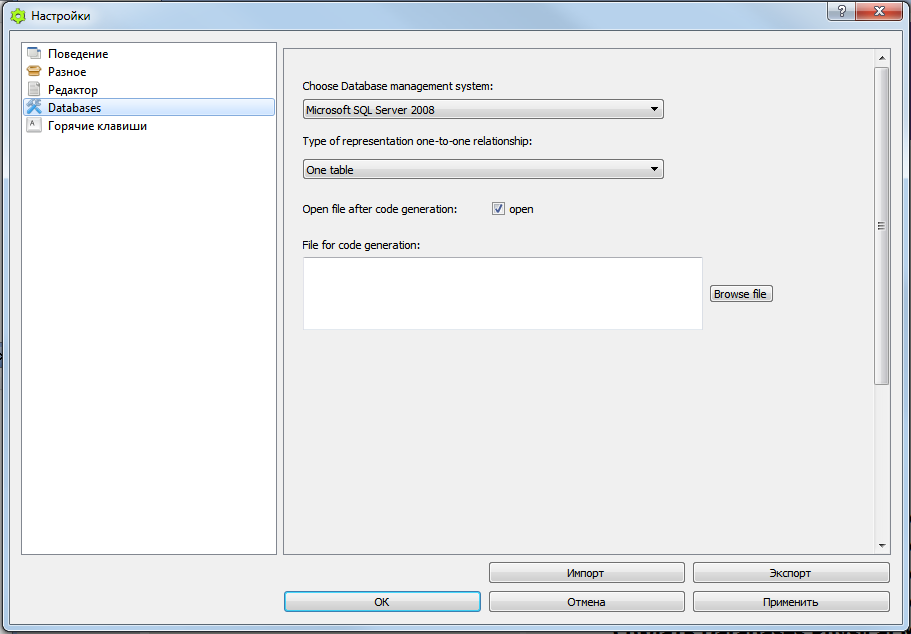 Настройки
?
Поведение
Разное
Редактор
Databases
Горячие клавиши
Choose Database management system:
Microsoft SQL Server 2008
Type of representation one-to-one relationship:
One table
Open file after code generation:
open
File for code generation:
Browse file
Импорт
Экспорт
OK
Отмена
Применить